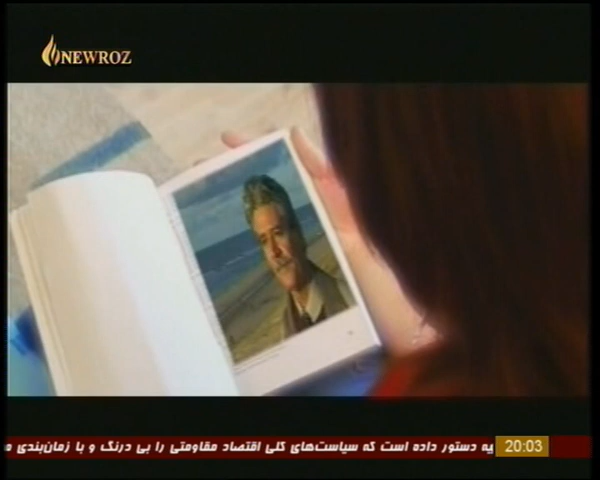 NEWROZ
یه دستور داده است که سیاست‌های کلی اقتصاد مقاومتی را بی درنگ و با زمان‌بندی م
20:03